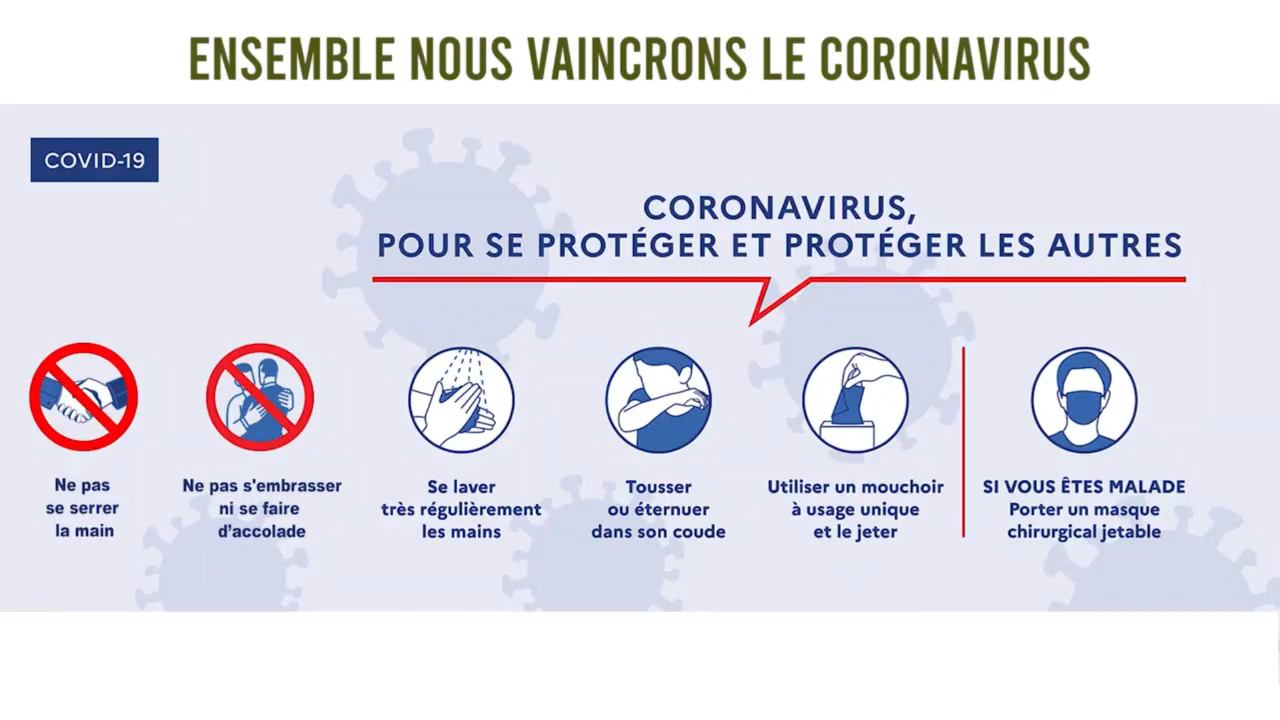 ENSEMBLE NOUS VAINCRONS LE CORONAVIRUS
COVID-19
CORONAVIRUS,
POUR SE PROTÉGER ET PROTÉGER LES AUTRES
Ne pas
se serrer
la main
Ne pas s'embrasser
ni se faire
d'accolade
Se laver
très régulièrement
les mains
Tousser
ou éternuer
dans son coude
Utiliser un mouchoir
à usage unique
et le jeter
SI VOUS ÊTES MALADE
Porter un masque
chirurgical jetable